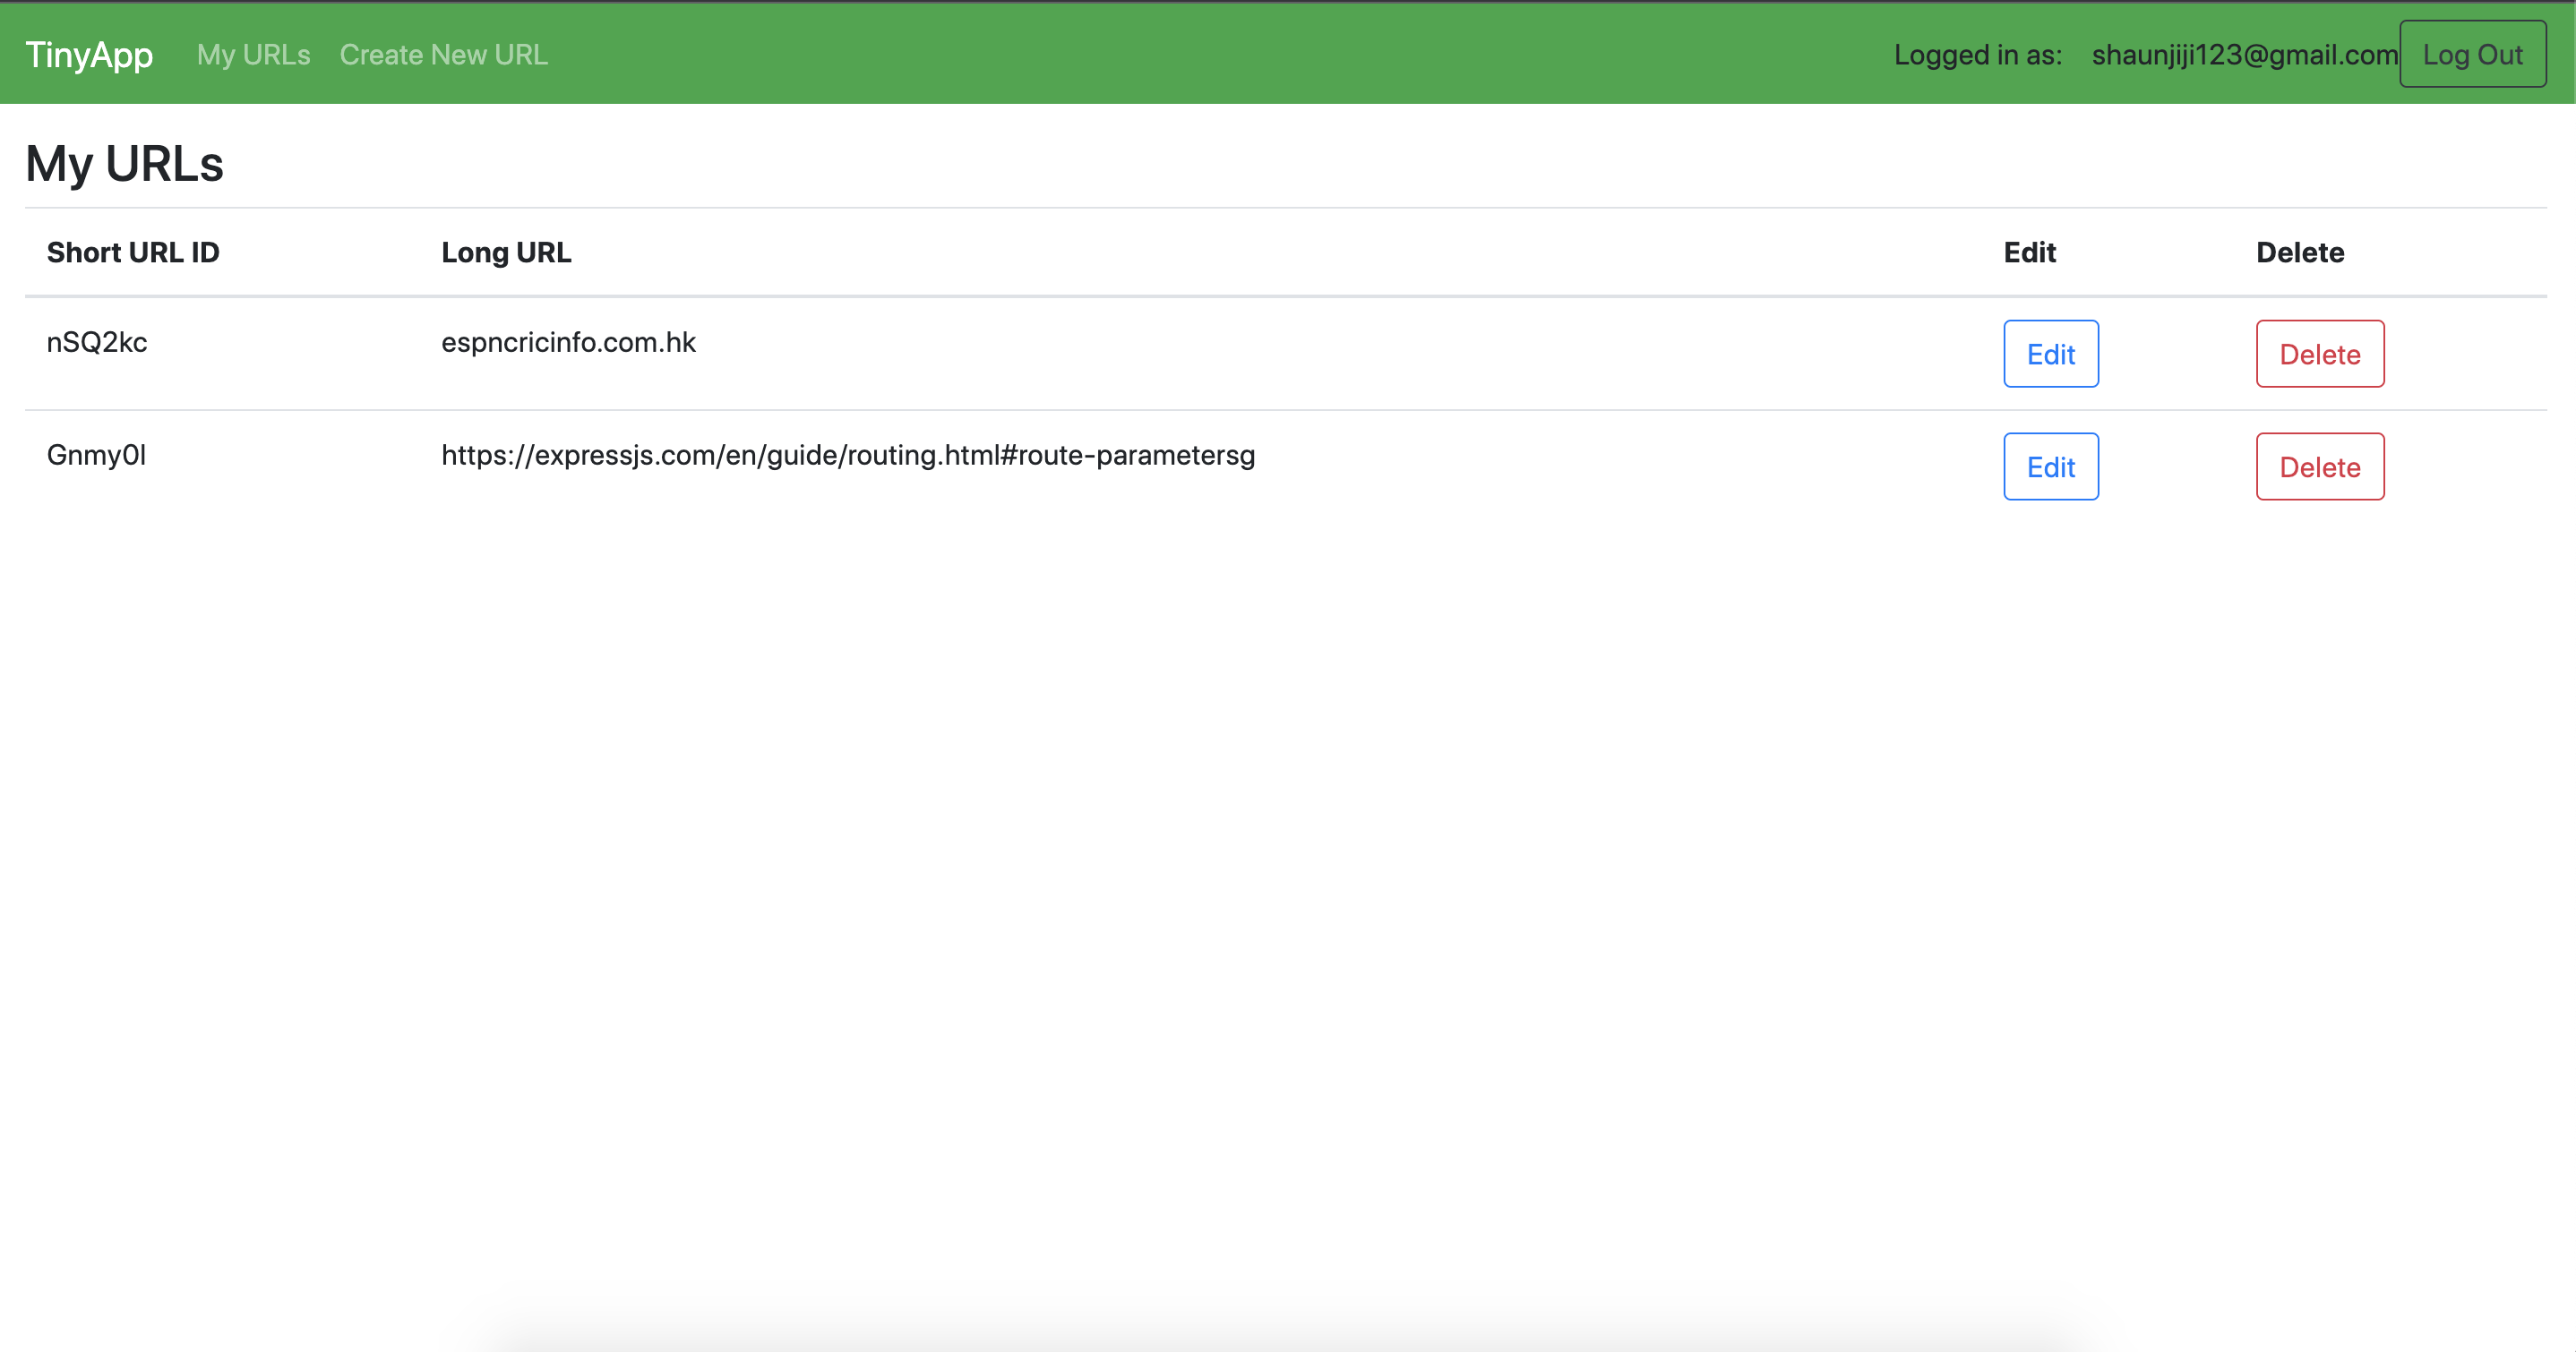 TinyApp My URLs Create New URL Logged in as: shaunjiji123@gmail.com Log Out
My URLs
Short URL ID Long URL Edit Delete
nSQ2kc espncricinfo.com.hk Edit Delete
Gnmy0l https://expressjs.com/en/guide/routing.html#route-parametersg Edit Delete